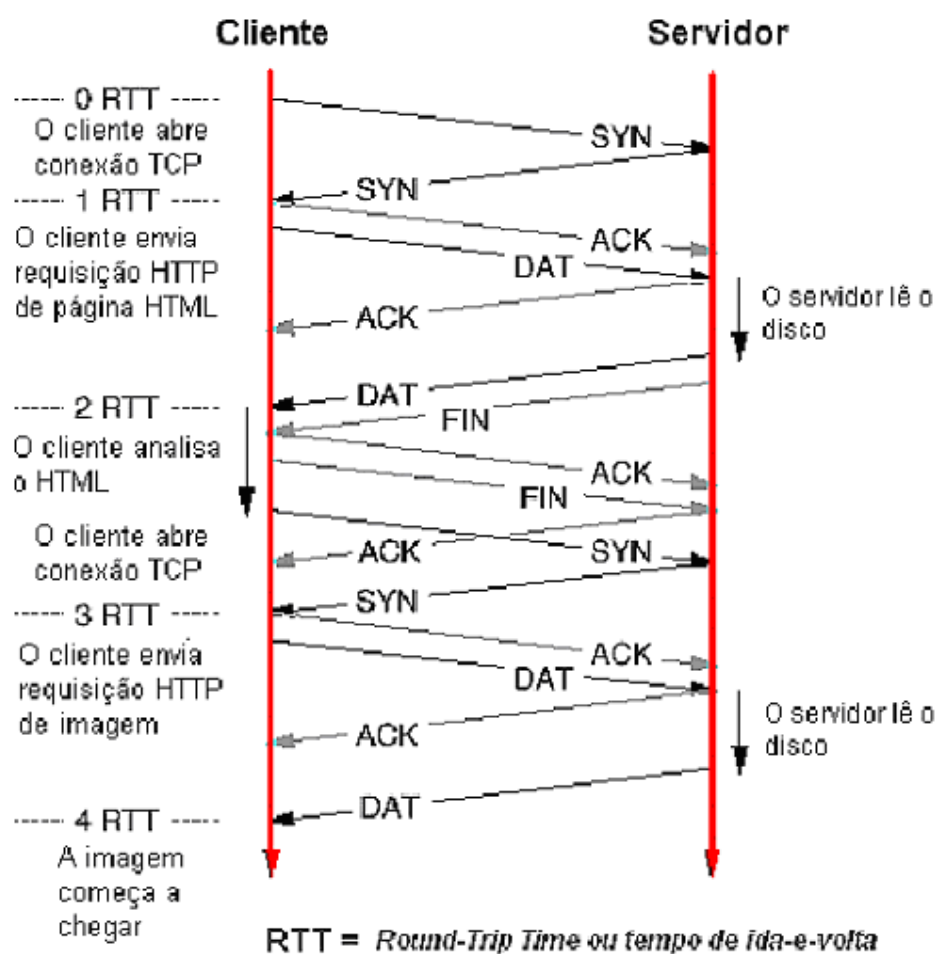 Cliente
Servidor
------ 0 RTT -----
O cliente abre
conexão TCP
SYN
SYN
------ 1 RTT -----
O cliente envia
requisição HTTP
de página HTML
ACK
DAT
ACK
O servidor lê o
disco
DAT
------ 2 RTT -----
FIN
O cliente analisa
o HTML
ACK
FIN
O cliente abre
conexão TCP
ACK
SYN
SYN
------ 3 RTT -----
O cliente envia
requisição HTTP
de imagem
ACK
DAT
ACK
O servidor lê o
disco
DAT
------ 4 RTT -----
A imagem
começa a
chegar
RTT = Round-Trip Time ou tempo de ida-e-volta